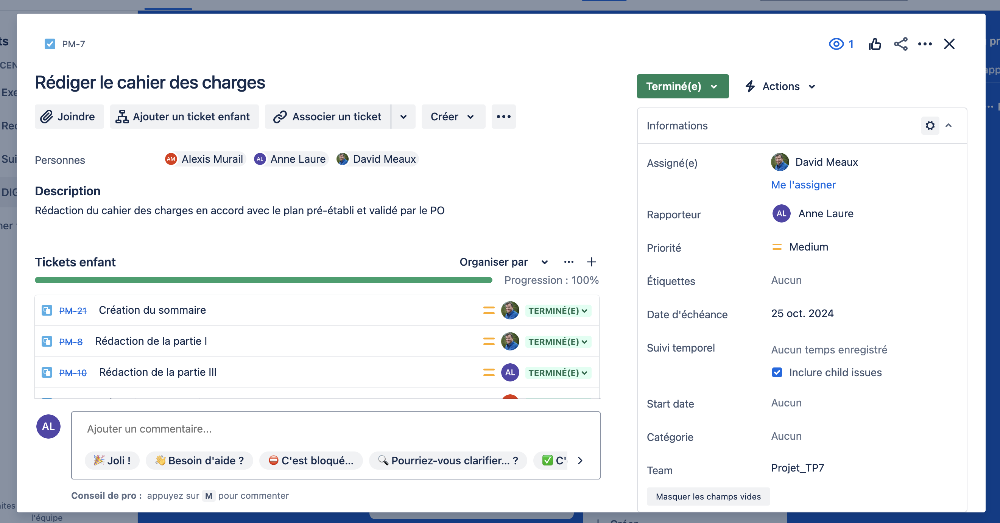 PM-7
1
Rédiger le cahier des charges
Terminé(e)
Actions
Joindre
Ajouter un ticket enfant
Associer un ticket
Créer
Informations
Personnes
AM Alexis Murail
AL Anne Laure
David Meaux
Assigné(e)
David Meaux
Me l'assigner
Description
Rédaction du cahier des charges en accord avec le plan pré-établi et validé par le PO
Rapporteur
AL Anne Laure
Priorité
Medium
Tickets enfant
Organiser par
Progression : 100%
Étiquettes
Aucun
PM-21 Création du sommaire TERMINÉ(E)
PM-8 Rédaction de la partie I TERMINÉ(E)
PM-10 Rédaction de la partie III AL TERMINÉ(E)
Date d'échéance
25 oct. 2024
Suivi temporel
Aucun temps enregistré
Inclure child issues
Start date
Aucun
Catégorie
Aucun
Team
Projet_TP7
Masquer les champs vides
AL
Ajouter un commentaire...
Joli !
Besoin d'aide ?
C'est bloqué...
Pourriez-vous clarifier... ?
C'
Conseil de pro : appuyez sur M pour commenter
l'équipe